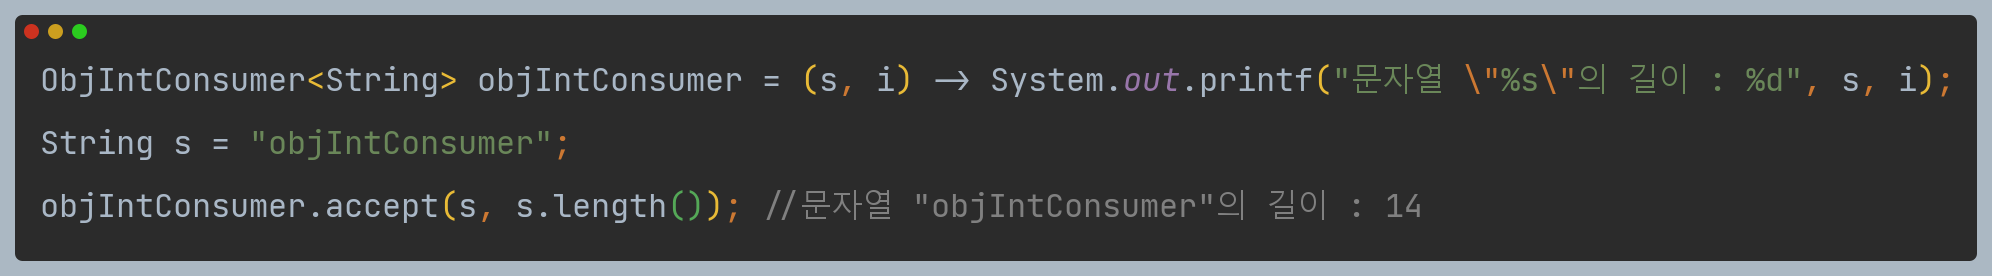 ObjIntConsumer<String> objIntConsumer = (s, i) -> System.out.printf("문자열 \"%s\"의 길이 : %d", s, i);
String s = "objIntConsumer";
objIntConsumer.accept(s, s.length()); //문자열 "objIntConsumer"의 길이 : 14